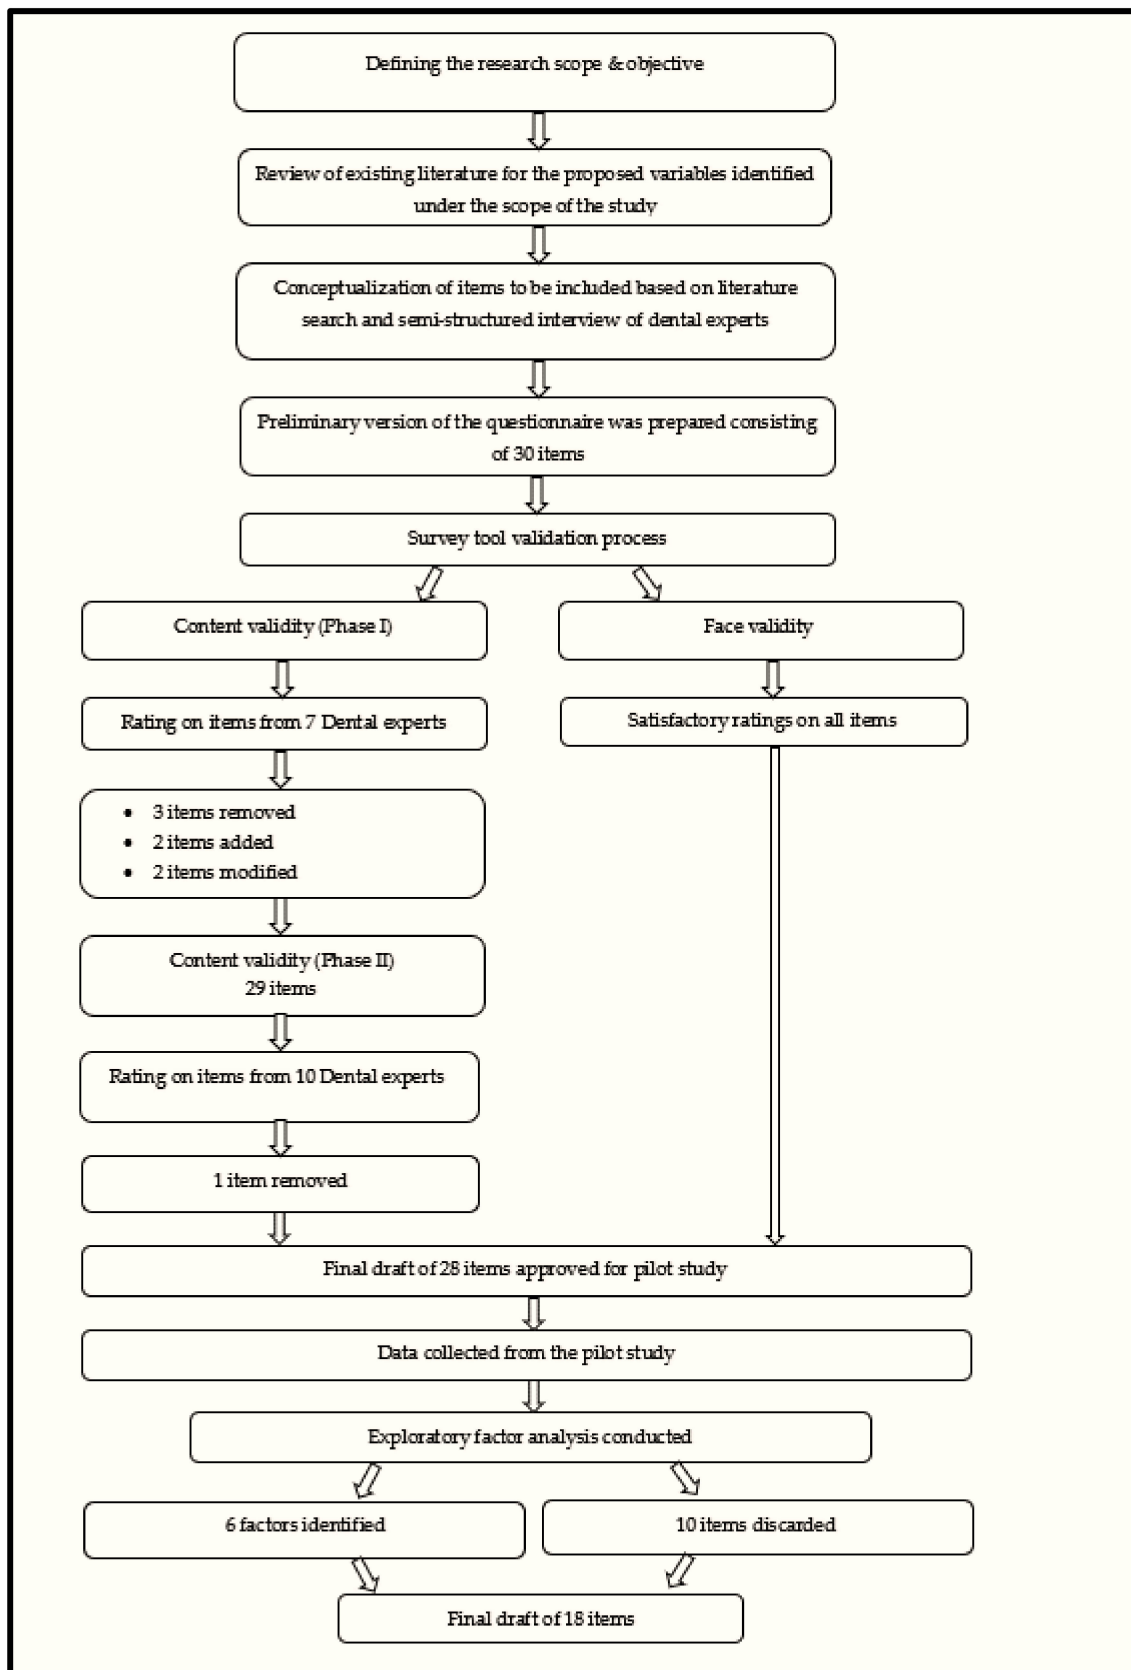 Defining the research scope & objective
Review of existing literature for the proposed variables identified
under the scope of the study
Conceptualization of items to be included based on literature
search and semi-structured interview of dental experts
Preliminary version of the questionnaire was prepared consisting
of 30 items
Survey tool validation process
Content validity (Phase I)
Face validity
Rating on items from 7 Dental experts
Satisfactory ratings on all items
• 3 items removed
• 2 items added
• 2 items modified
Content validity (Phase II)
29 items
Rating on items from 10 Dental experts
1 item removed
Final draft of 28 items approved for pilot study
Data collected from the pilot study
Exploratory factor analysis conducted
6 factors identified
10 items discarded
Final draft of 18 items